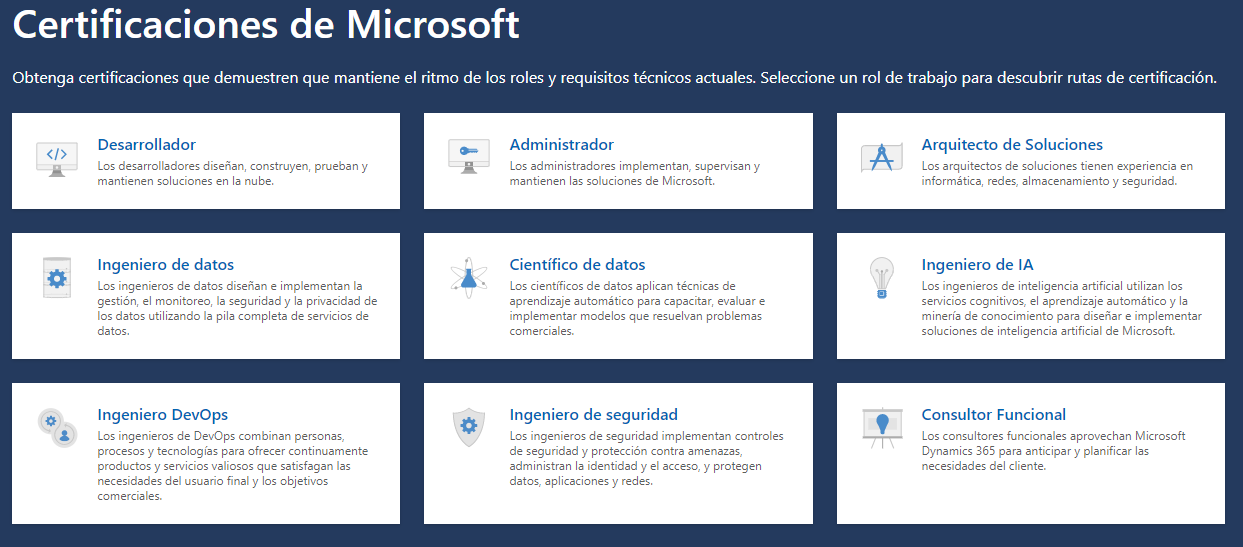 Certificaciones de Microsoft
Obtenga certificaciones que demuestren que mantiene el ritmo de los roles y requisitos técnicos actuales. Seleccione un rol de trabajo para descubrir rutas de certificación.
</>
Desarrollador
Los desarrolladores diseñan, construyen, prueban y
mantienen soluciones en la nube.
Administrador
Los administradores implementan, supervisan y
mantienen las soluciones de Microsoft.
Arquitecto de Soluciones
Los arquitectos de soluciones tienen experiencia en
informática, redes, almacenamiento y seguridad.
Ingeniero de datos
Los ingenieros de datos diseñan e implementan la
gestión, el monitoreo, la seguridad y la privacidad de
los datos utilizando la pila completa de servicios de
datos.
Científico de datos
Los científicos de datos aplican técnicas de
aprendizaje automático para capacitar, evaluar e
implementar modelos que resuelvan problemas
comerciales.
Ingeniero de IA
Los ingenieros de inteligencia artificial utilizan los
servicios cognitivos, el aprendizaje automático y la
minería de conocimiento para diseñar e implementar
soluciones de inteligencia artificial de Microsoft.
Ingeniero DevOps
Los ingenieros de DevOps combinan personas,
procesos y tecnologías para ofrecer continuamente
productos y servicios valiosos que satisfagan las
necesidades del usuario final y los objetivos
comerciales.
Ingeniero de seguridad
Los ingenieros de seguridad implementan controles
de seguridad y protección contra amenazas,
administran la identidad y el acceso, y protegen
datos, aplicaciones y redes.
Consultor Funcional
Los consultores funcionales aprovechan Microsoft
Dynamics 365 para anticipar y planificar las
necesidades del cliente.